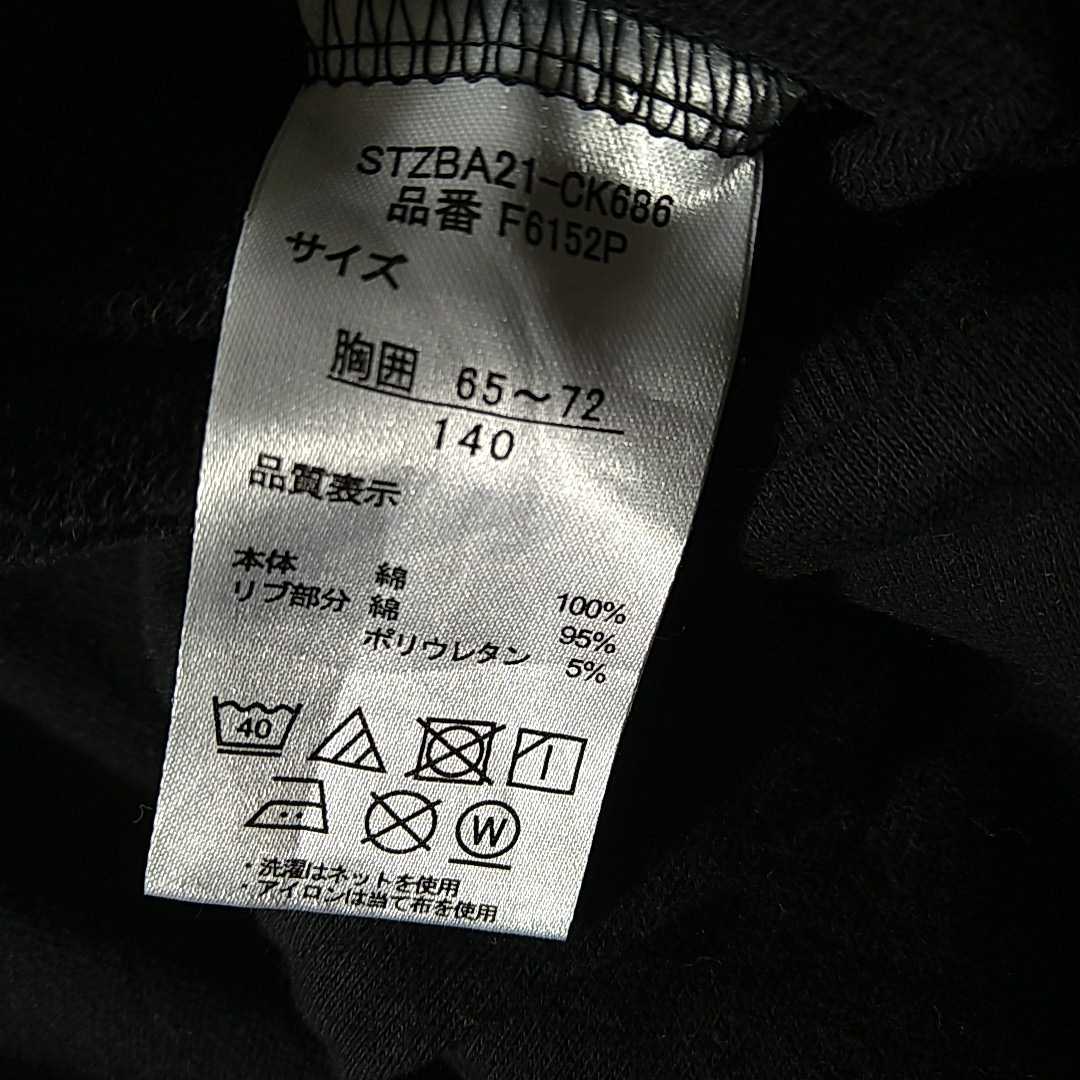 STZBA21-CK686
品番 F6152P
サイズ
胸囲 65～72
140
品質表示
本体 綿 100%
リブ部分 綿 95%
ポリウレタン 5%
40
W
・洗濯はネットを使用
・アイロンは当て布を使用